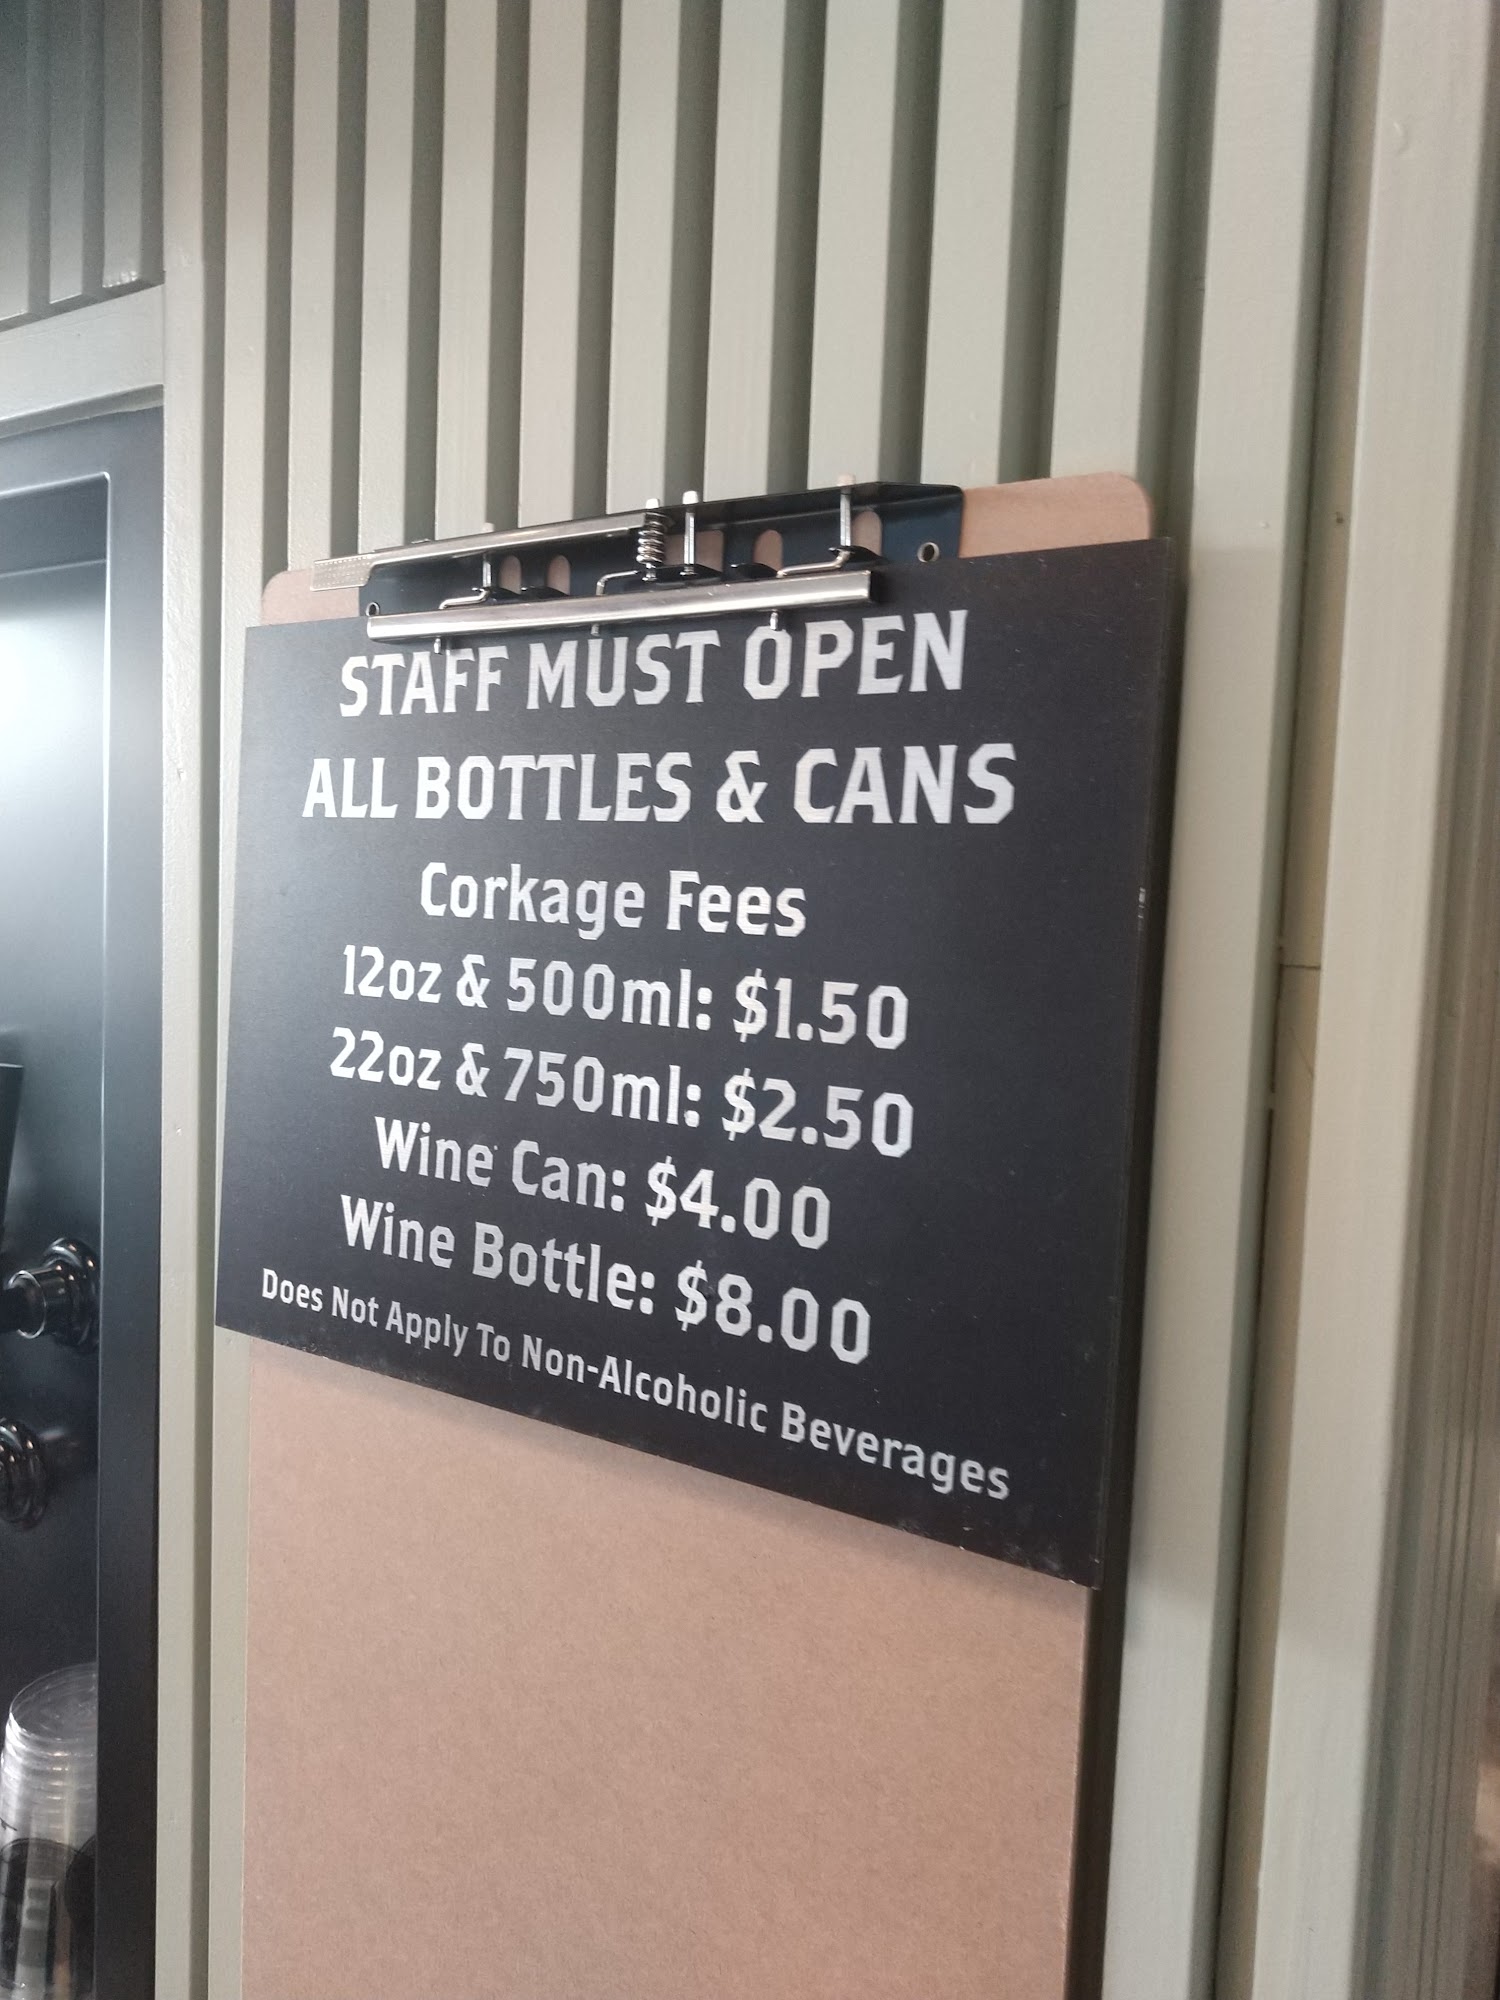 STAFF MUST OPEN
ALL BOTTLES & CANS
Corkage Fees
12oz & 500ml: $1.50
22oz & 750ml: $2.50
Wine Can: $4.00
Wine Bottle: $8.00
Does Not Apply To Non-Alcoholic Beverages